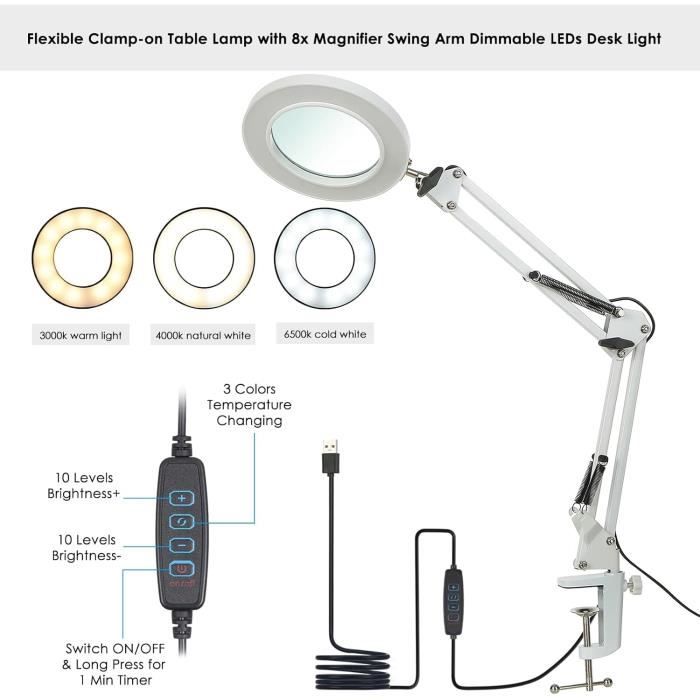 Flexible Clamp-on Table Lamp with 8x Magnifier Swing Arm Dimmable LEDs Desk Light
3000k warm light
4000k natural white
6500k cold white
3 Colors
Temperature
Changing
10 Levels
Brightness+
10 Levels
Brightness-
on/off
Switch ON/OFF
& Long Press for
1 Min Timer